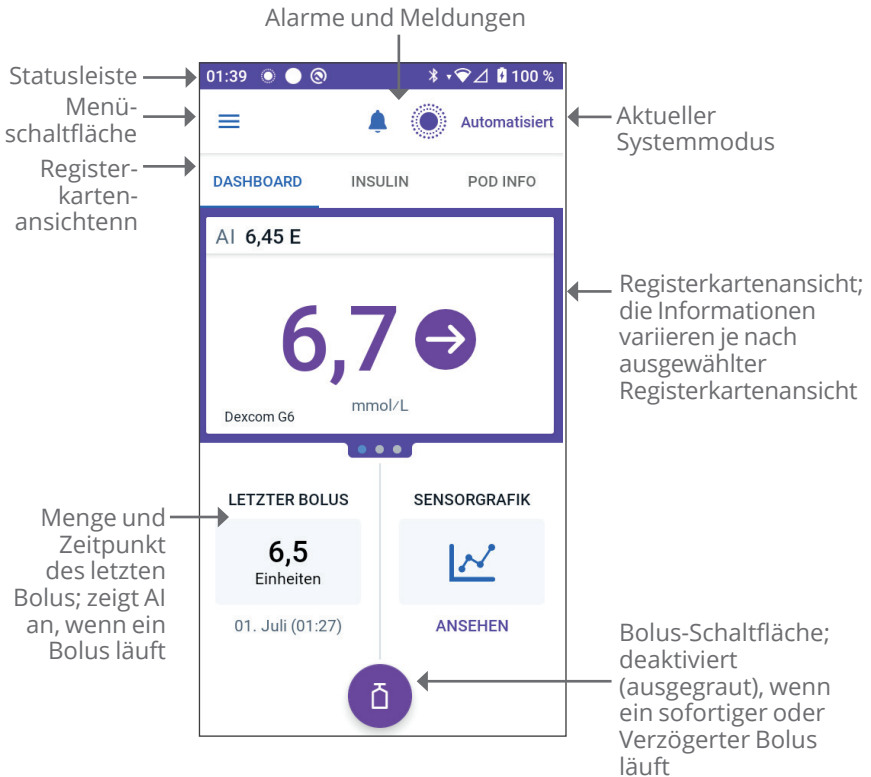 Alarme und Meldungen
Statusleiste
Menü-
schaltfläche
Register-
karten-
ansichtenn
01:39
100 %
Automatisiert
Aktueller
Systemmodus
DASHBOARD
INSULIN
POD INFO
AI 6,45 E
6,7
mmol/L
Dexcom G6
Registerkartenansicht;
die Informationen
variieren je nach
ausgewählter
Registerkartenansicht
LETZTER BOLUS
6,5
Einheiten
01. Juli (01:27)
SENSORGRAFIK
ANSEHEN
Menge und
Zeitpunkt
des letzten
Bolus; zeigt AI
an, wenn ein
Bolus läuft
Bolus-Schaltfläche;
deaktiviert
(ausgegraut), wenn
ein sofortiger oder
Verzögerter Bolus
läuft